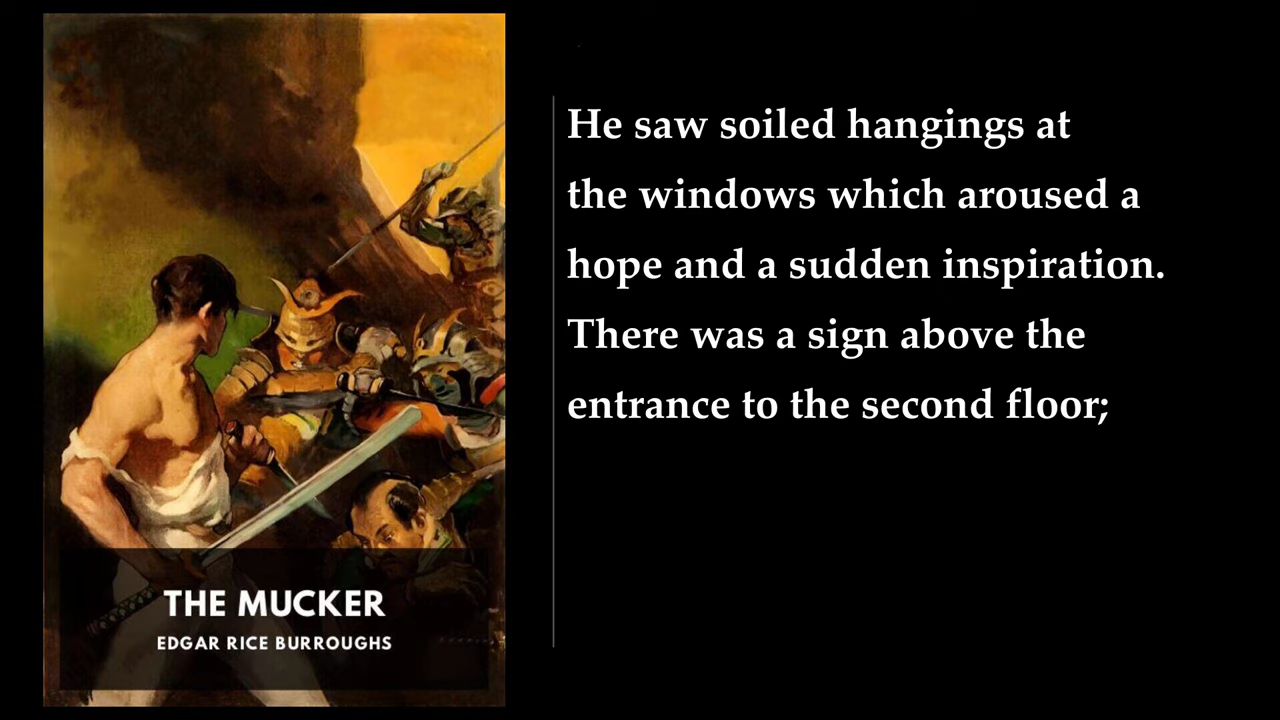 He saw soiled hangings at
the windows which aroused a
hope and a sudden inspiration.
There was a sign above the
entrance to the second floor;
THE MUCKER
EDGAR RICE BURROUGHS